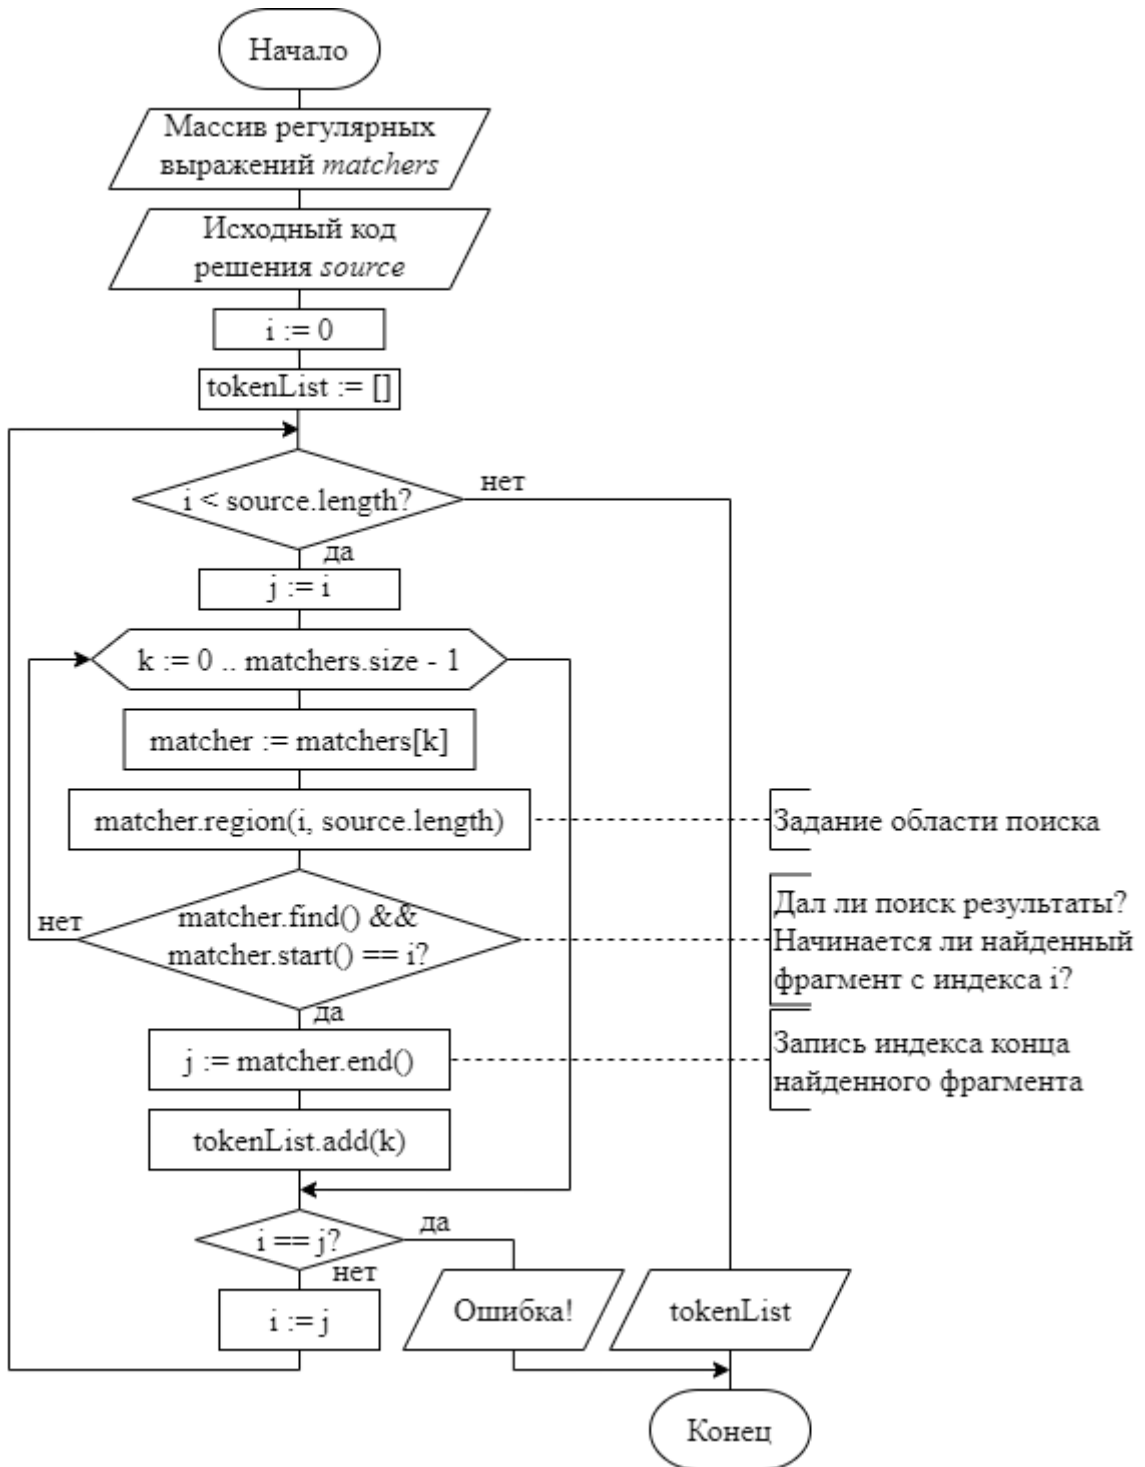 Начало
Массив регулярных
выражений matchers
Исходный код
решения source
i := 0
tokenList := []
i < source.length?
нет
да
j := i
k := 0 .. matchers.size - 1
matcher := matchers[k]
matcher.region(i, source.length)
Задание области поиска
matcher.find() &&
matcher.start() == i?
нет
Дал ли поиск результаты?
Начинается ли найденный
фрагмент с индекса i?
да
j := matcher.end()
Запись индекса конца
найденного фрагмента
tokenList.add(k)
i == j?
да
нет
i := j
Ошибка!
tokenList
Конец